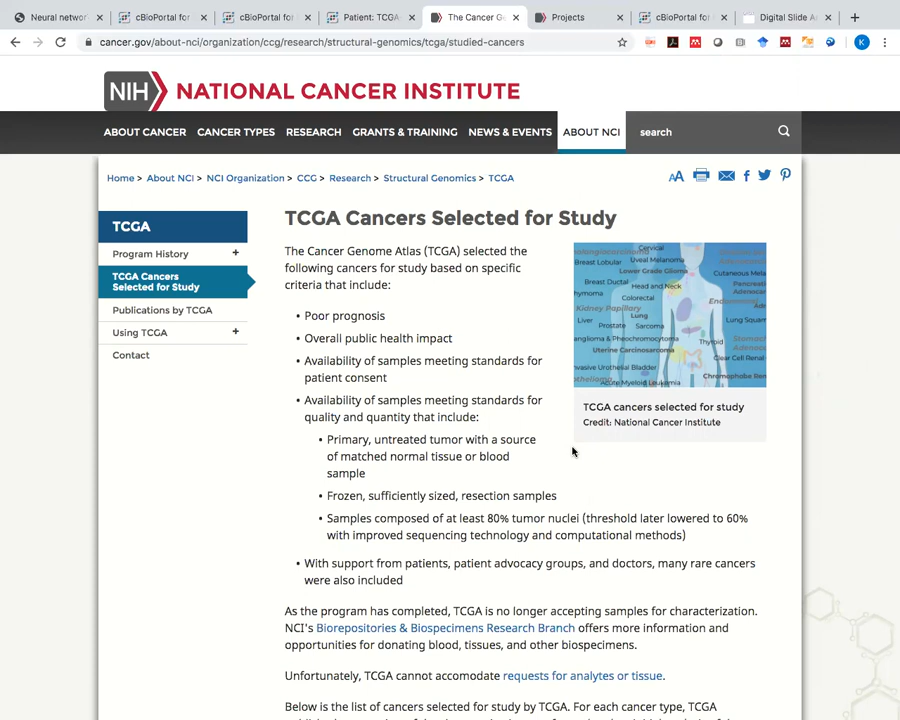 Neural networ
cBioPortal for
cBioPortal for
Patient: TCGA
The Cancer G
Projects
cBioPortal for
Digital Slide A
cancer.gov/about-nci/organization/ccg/research/structural-genomics/tcga/studied-cancers
K
NIH NATIONAL CANCER INSTITUTE
ABOUT CANCER CANCER TYPES RESEARCH GRANTS & TRAINING NEWS & EVENTS ABOUT NCI search
Home > About NCI > NCI Organization > CCG > Research > Structural Genomics > TCGA
TCGA
Program History +
TCGA Cancers
Selected for Study
Publications by TCGA
Using TCGA +
Contact
TCGA Cancers Selected for Study
The Cancer Genome Atlas (TCGA) selected the
following cancers for study based on specific
criteria that include:
• Poor prognosis
• Overall public health impact
• Availability of samples meeting standards for
patient consent
• Availability of samples meeting standards for
quality and quantity that include:
• Primary, untreated tumor with a source
of matched normal tissue or blood
sample
• Frozen, sufficiently sized, resection samples
• Samples composed of at least 80% tumor nuclei (threshold later lowered to 60%
with improved sequencing technology and computational methods)
• With support from patients, patient advocacy groups, and doctors, many rare cancers
were also included
Cervical
Breast Lobular
Uveal Melanoma
Lower Grade Glioma
Cutaneous Mela
Breast Ductal
Head and Neck
hymoma
Colorectal
Kidney Papillary
Lung
Liver
Lung Squam
Prostate
Sarcoma
anglioma & Pheochromocytoma
Thyroid
Uterine Carcinosarcoma
Clear Cell Renal
nvasive Urothelial Bladder
Chromophobe Ren
Acute Myeloid Leukemia
TCGA cancers selected for study
Credit: National Cancer Institute
As the program has completed, TCGA is no longer accepting samples for characterization.
NCI's Biorepositories & Biospecimens Research Branch offers more information and
opportunities for donating blood, tissues, and other biospecimens.
Unfortunately, TCGA cannot accomodate requests for analytes or tissue.
Below is the list of cancers selected for study by TCGA. For each cancer type, TCGA